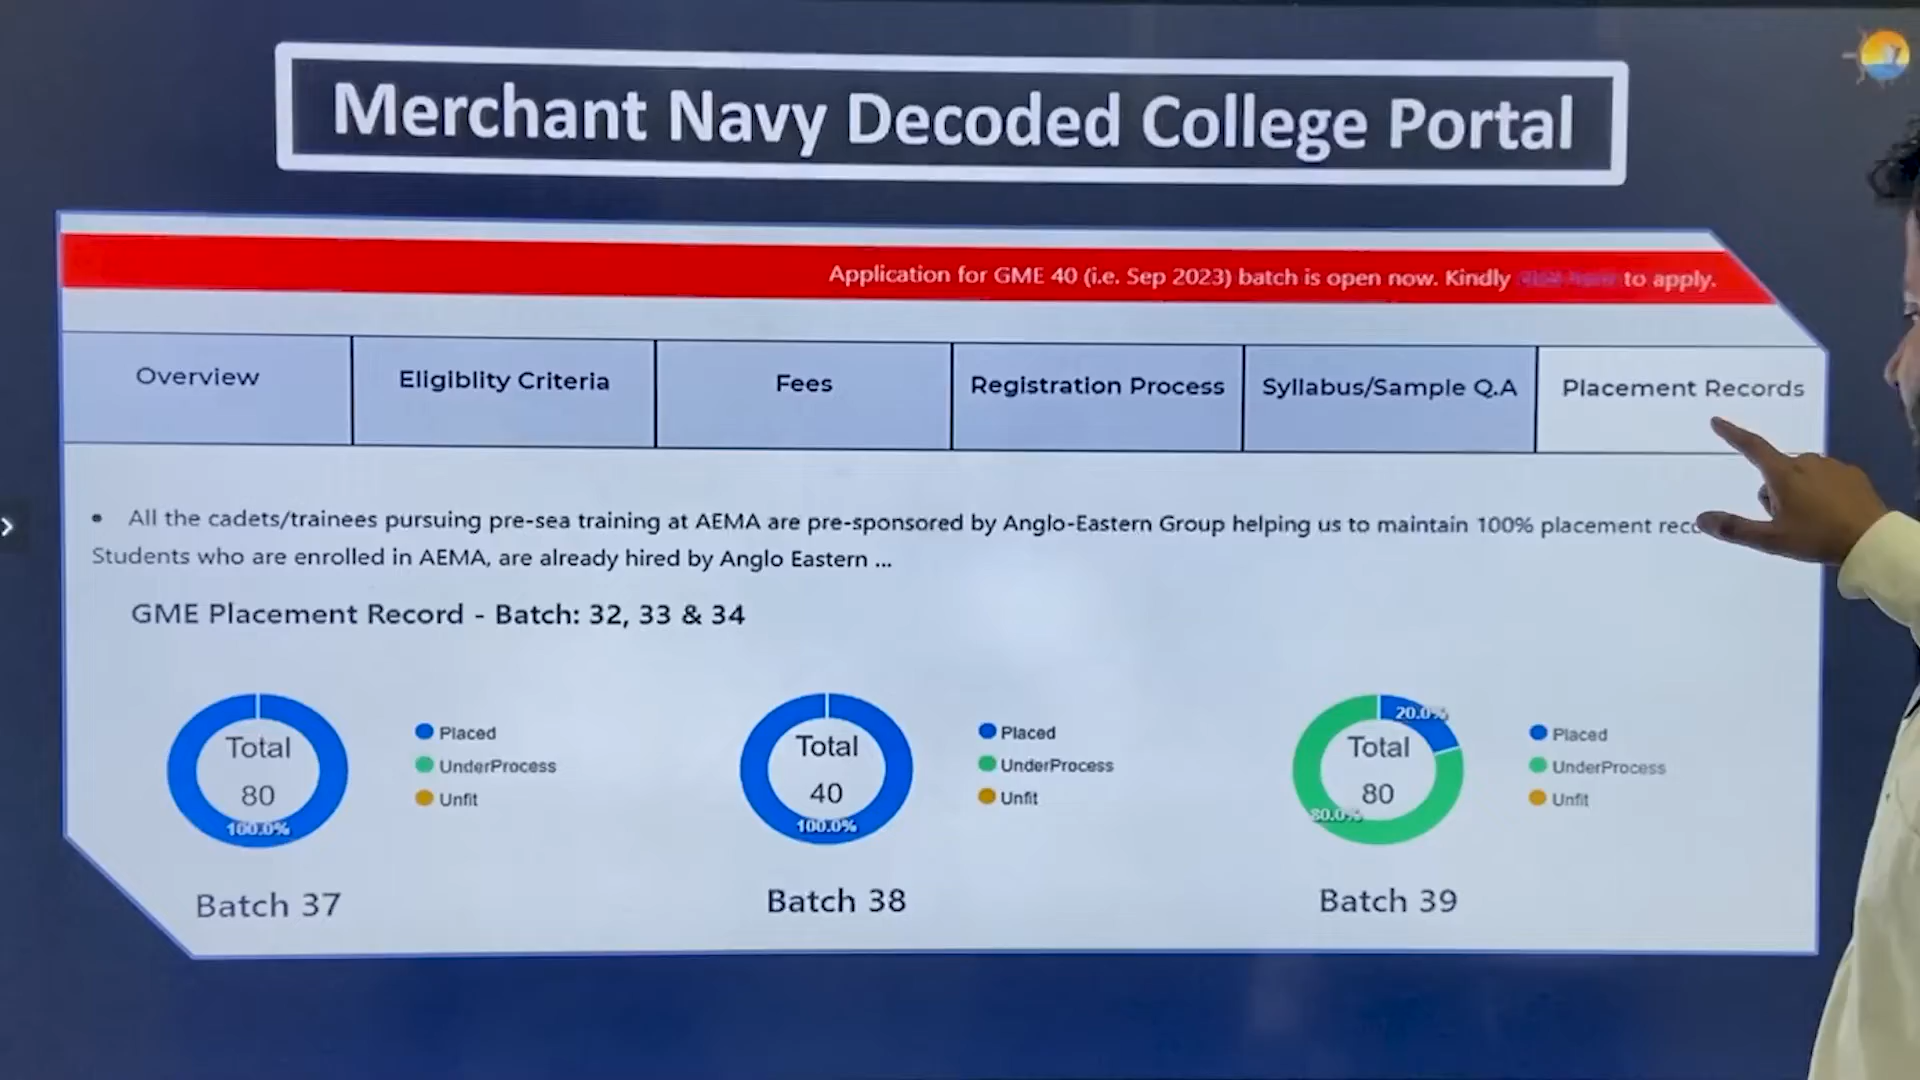 Merchant Navy Decoded College Portal
Application for GME 40 (i.e. Sep 2023) batch is open now. Kindly to apply.
Overview
Eligiblity Criteria
Fees
Registration Process
Syllabus/Sample Q.A
Placement Records
• All the cadets/trainees pursuing pre-sea training at AEMA are pre-sponsored by Anglo-Eastern Group helping us to maintain 100% placement
Students who are enrolled in AEMA, are already hired by Anglo Eastern ...
GME Placement Record - Batch: 32, 33 & 34
Total
80
100.0%
Placed
UnderProcess
Unfit
Batch 37
Total
40
100.0%
Placed
UnderProcess
Unfit
Batch 38
20.0%
Total
80
80.0%
Placed
UnderProcess
Unfit
Batch 39